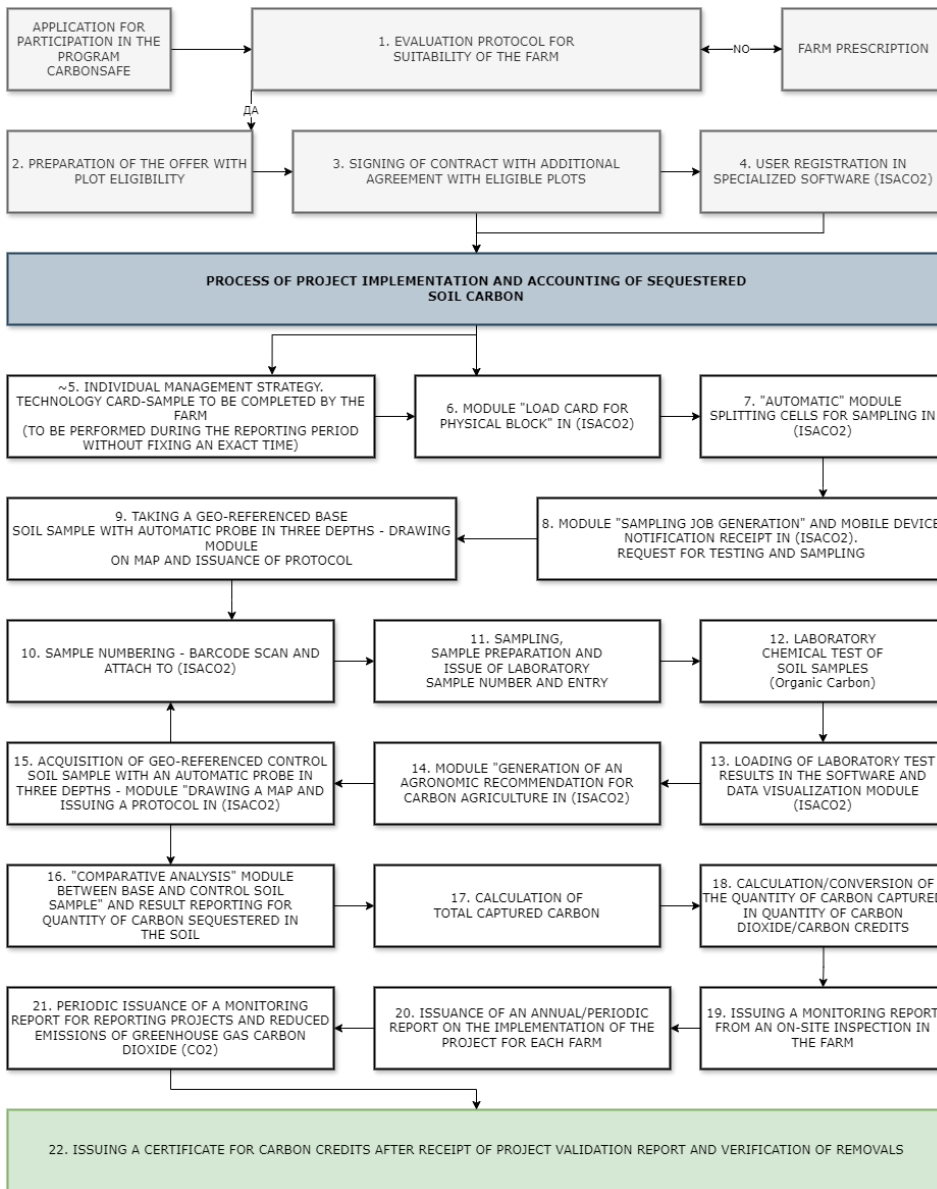 APPLICATION FOR
PARTICIPATION IN THE
PROGRAM
CARBONSAFE
1. EVALUATION PROTOCOL FOR
SUITABILITY OF THE FARM
NO
FARM PRESCRIPTION
ДА
2. PREPARATION OF THE OFFER WITH
PLOT ELIGIBILITY
3. SIGNING OF CONTRACT WITH ADDITIONAL
AGREEMENT WITH ELIGIBLE PLOTS
4. USER REGISTRATION IN
SPECIALIZED SOFTWARE (ISACO2)
PROCESS OF PROJECT IMPLEMENTATION AND ACCOUNTING OF SEQUESTERED
SOIL CARBON
~5. INDIVIDUAL MANAGEMENT STRATEGY.
TECHNOLOGY CARD-SAMPLE TO BE COMPLETED BY THE
FARM
(TO BE PERFORMED DURING THE REPORTING PERIOD
WITHOUT FIXING AN EXACT TIME)
6. MODULE "LOAD CARD FOR
PHYSICAL BLOCK" IN (ISACO2)
7. "AUTOMATIC" MODULE
SPLITTING CELLS FOR SAMPLING IN
(ISACO2)
9. TAKING A GEO-REFERENCED BASE
SOIL SAMPLE WITH AUTOMATIC PROBE IN THREE DEPTHS - DRAWING
MODULE
ON MAP AND ISSUANCE OF PROTOCOL
8. MODULE "SAMPLING JOB GENERATION" AND MOBILE DEVICE
NOTIFICATION RECEIPT IN (ISACO2).
REQUEST FOR TESTING AND SAMPLING
10. SAMPLE NUMBERING - BARCODE SCAN AND
ATTACH TO (ISACO2)
11. SAMPLING,
SAMPLE PREPARATION AND
ISSUE OF LABORATORY
SAMPLE NUMBER AND ENTRY
12. LABORATORY
CHEMICAL TEST OF
SOIL SAMPLES
(Organic Carbon)
15. ACQUISITION OF GEO-REFERENCED CONTROL
SOIL SAMPLE WITH AN AUTOMATIC PROBE IN
THREE DEPTHS - MODULE "DRAWING A MAP AND
ISSUING A PROTOCOL IN (ISACO2)
14. MODULE "GENERATION OF AN
AGRONOMIC RECOMMENDATION FOR
CARBON AGRICULTURE IN (ISACO2)
13. LOADING OF LABORATORY TEST
RESULTS IN THE SOFTWARE AND
DATA VISUALIZATION MODULE
(ISACO2)
16. "COMPARATIVE ANALYSIS" MODULE
BETWEEN BASE AND CONTROL SOIL
SAMPLE" AND RESULT REPORTING FOR
QUANTITY OF CARBON SEQUESTERED IN
THE SOIL
17. CALCULATION OF
TOTAL CAPTURED CARBON
18. CALCULATION/CONVERSION OF
THE QUANTITY OF CARBON CAPTURED
IN QUANTITY OF CARBON
DIOXIDE/CARBON CREDITS
21. PERIODIC ISSUANCE OF A MONITORING
REPORT FOR REPORTING PROJECTS AND REDUCED
EMISSIONS OF GREENHOUSE GAS CARBON
DIOXIDE (CO2)
20. ISSUANCE OF AN ANNUAL/PERIODIC
REPORT ON THE IMPLEMENTATION OF THE
PROJECT FOR EACH FARM
19. ISSUING A MONITORING REPORT
FROM AN ON-SITE INSPECTION IN
THE FARM
22. ISSUING A CERTIFICATE FOR CARBON CREDITS AFTER RECEIPT OF PROJECT VALIDATION REPORT AND VERIFICATION OF REMOVALS